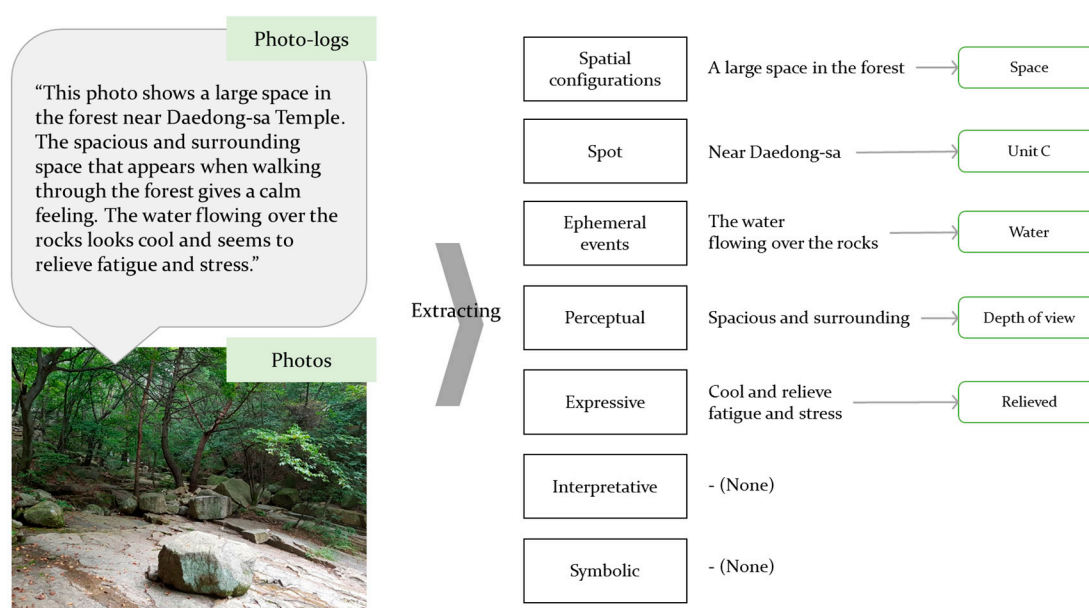 Photo-logs
“This photo shows a large space in
the forest near Daedong-sa Temple.
The spacious and surrounding
space that appears when walking
through the forest gives a calm
feeling. The water flowing over the
rocks looks cool and seems to
relieve fatigue and stress.”
Photos
Extracting
Spatial
configurations
A large space in the forest
Space
Spot
Near Daedong-sa
Unit C
Ephemeral
events
The water
flowing over the rocks
Water
Perceptual
Spacious and surrounding
Depth of view
Expressive
Cool and relieve
fatigue and stress
Relieved
Interpretative
- (None)
Symbolic
- (None)